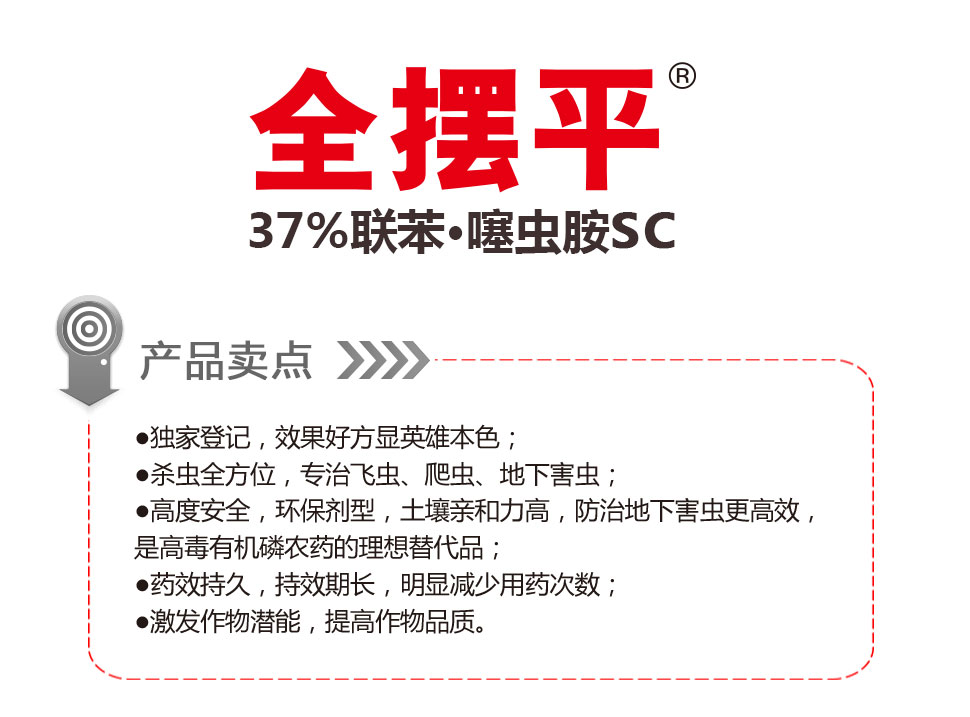 全摆平®
37%联苯•噻虫胺SC
产品卖点
●独家登记，效果好方显英雄本色；
●杀虫全方位，专治飞虫、爬虫、地下害虫；
●高度安全，环保剂型，土壤亲和力高，防治地下害虫更高效，
是高毒有机磷农药的理想替代品；
●药效持久，持效期长，明显减少用药次数；
●激发作物潜能，提高作物品质。